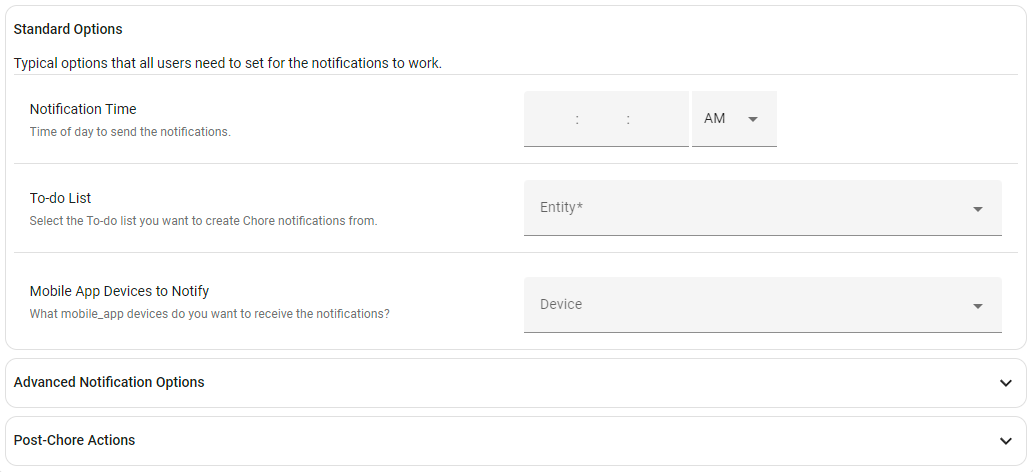 Standard Options
Typical options that all users need to set for the notifications to work.
Notification Time
Time of day to send the notifications.
: : AM
To-do List
Select the To-do list you want to create Chore notifications from.
Entity*
Mobile App Devices to Notify
What mobile_app devices do you want to receive the notifications?
Device
Advanced Notification Options
Post-Chore Actions